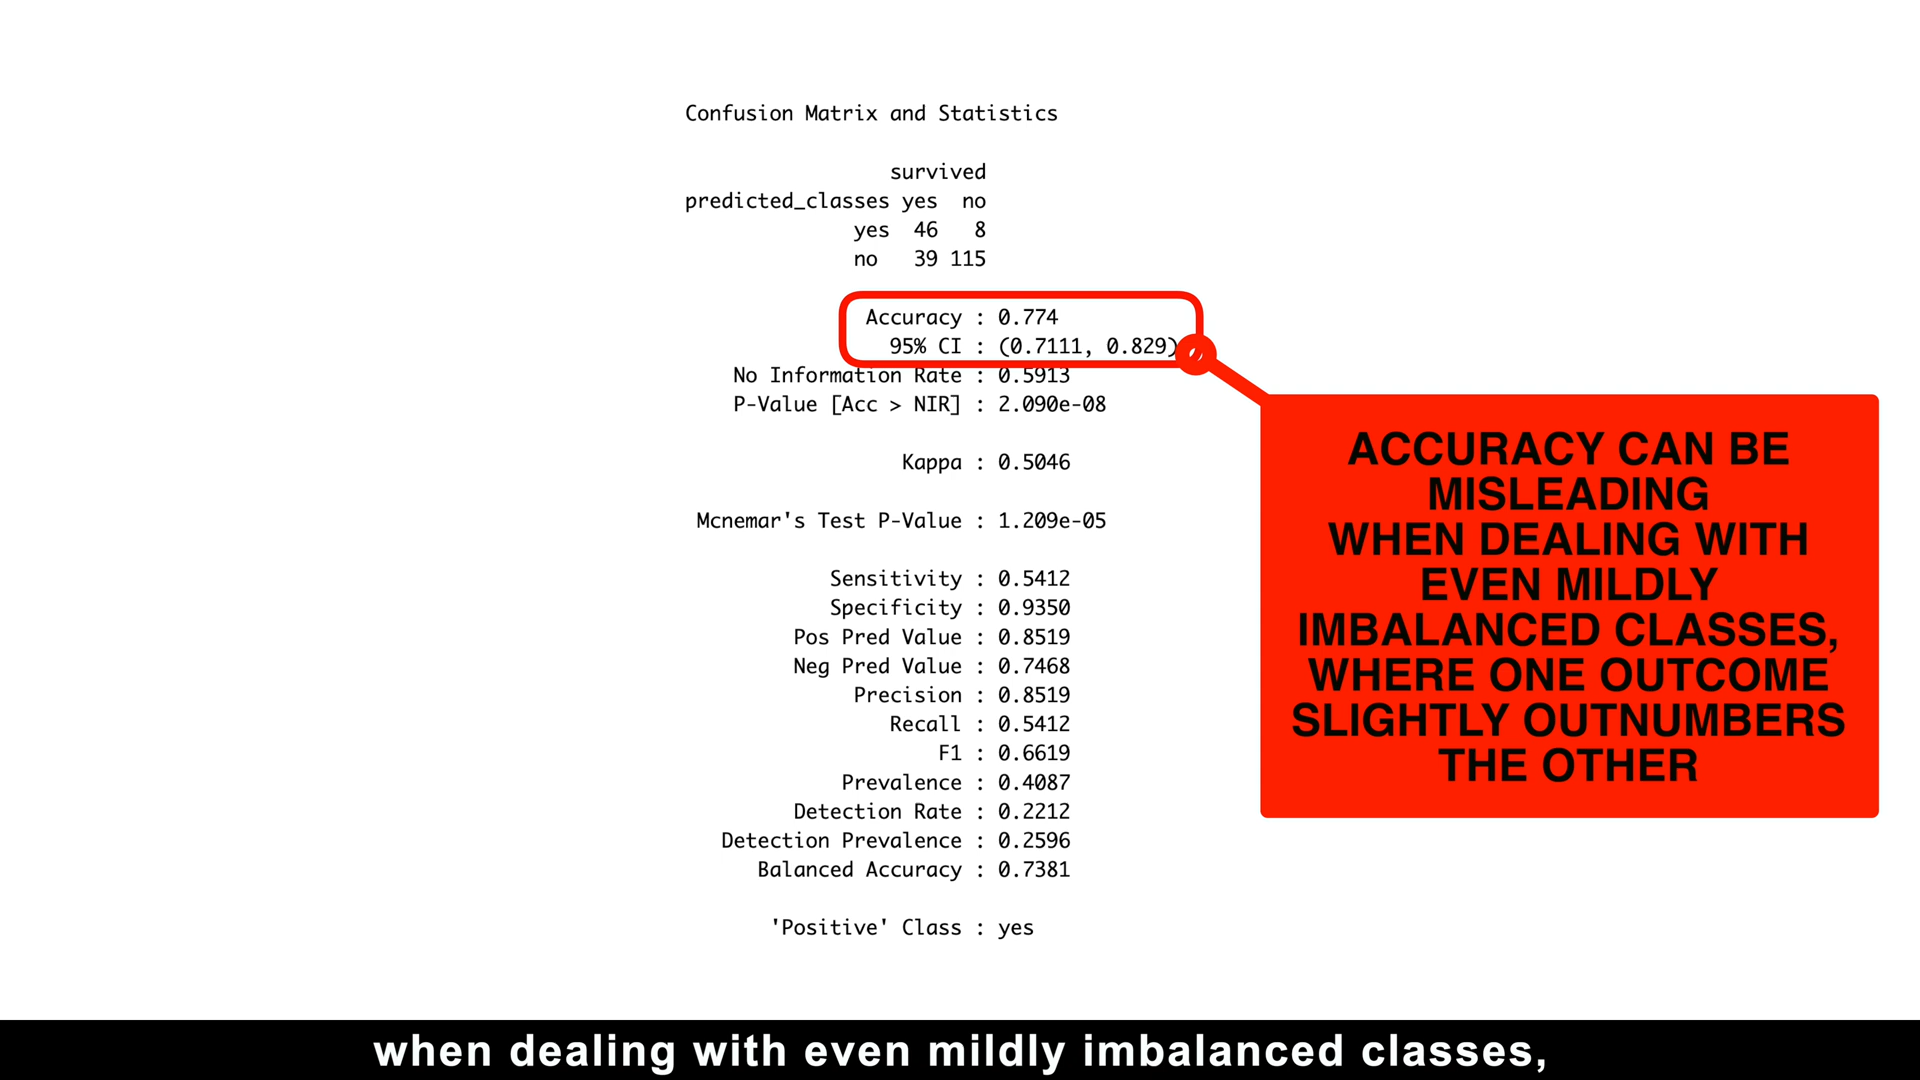 Confusion Matrix and Statistics
survived
predicted_classes yes no
yes 46 8
no 39 115
Accuracy : 0.774
95% CI : (0.7111, 0.829)
No Information Rate : 0.5913
P-Value [Acc > NIR] : 2.090e-08
Kappa : 0.5046
Mcnemar's Test P-Value : 1.209e-05
Sensitivity : 0.5412
Specificity : 0.9350
Pos Pred Value : 0.8519
Neg Pred Value : 0.7468
Precision : 0.8519
Recall : 0.5412
F1 : 0.6619
Prevalence : 0.4087
Detection Rate : 0.2212
Detection Prevalence : 0.2596
Balanced Accuracy : 0.7381
'Positive' Class : yes
ACCURACY CAN BE
MISLEADING
WHEN DEALING WITH
EVEN MILDLY
IMBALANCED CLASSES,
WHERE ONE OUTCOME
SLIGHTLY OUTNUMBERS
THE OTHER
when dealing with even mildly imbalanced classes,